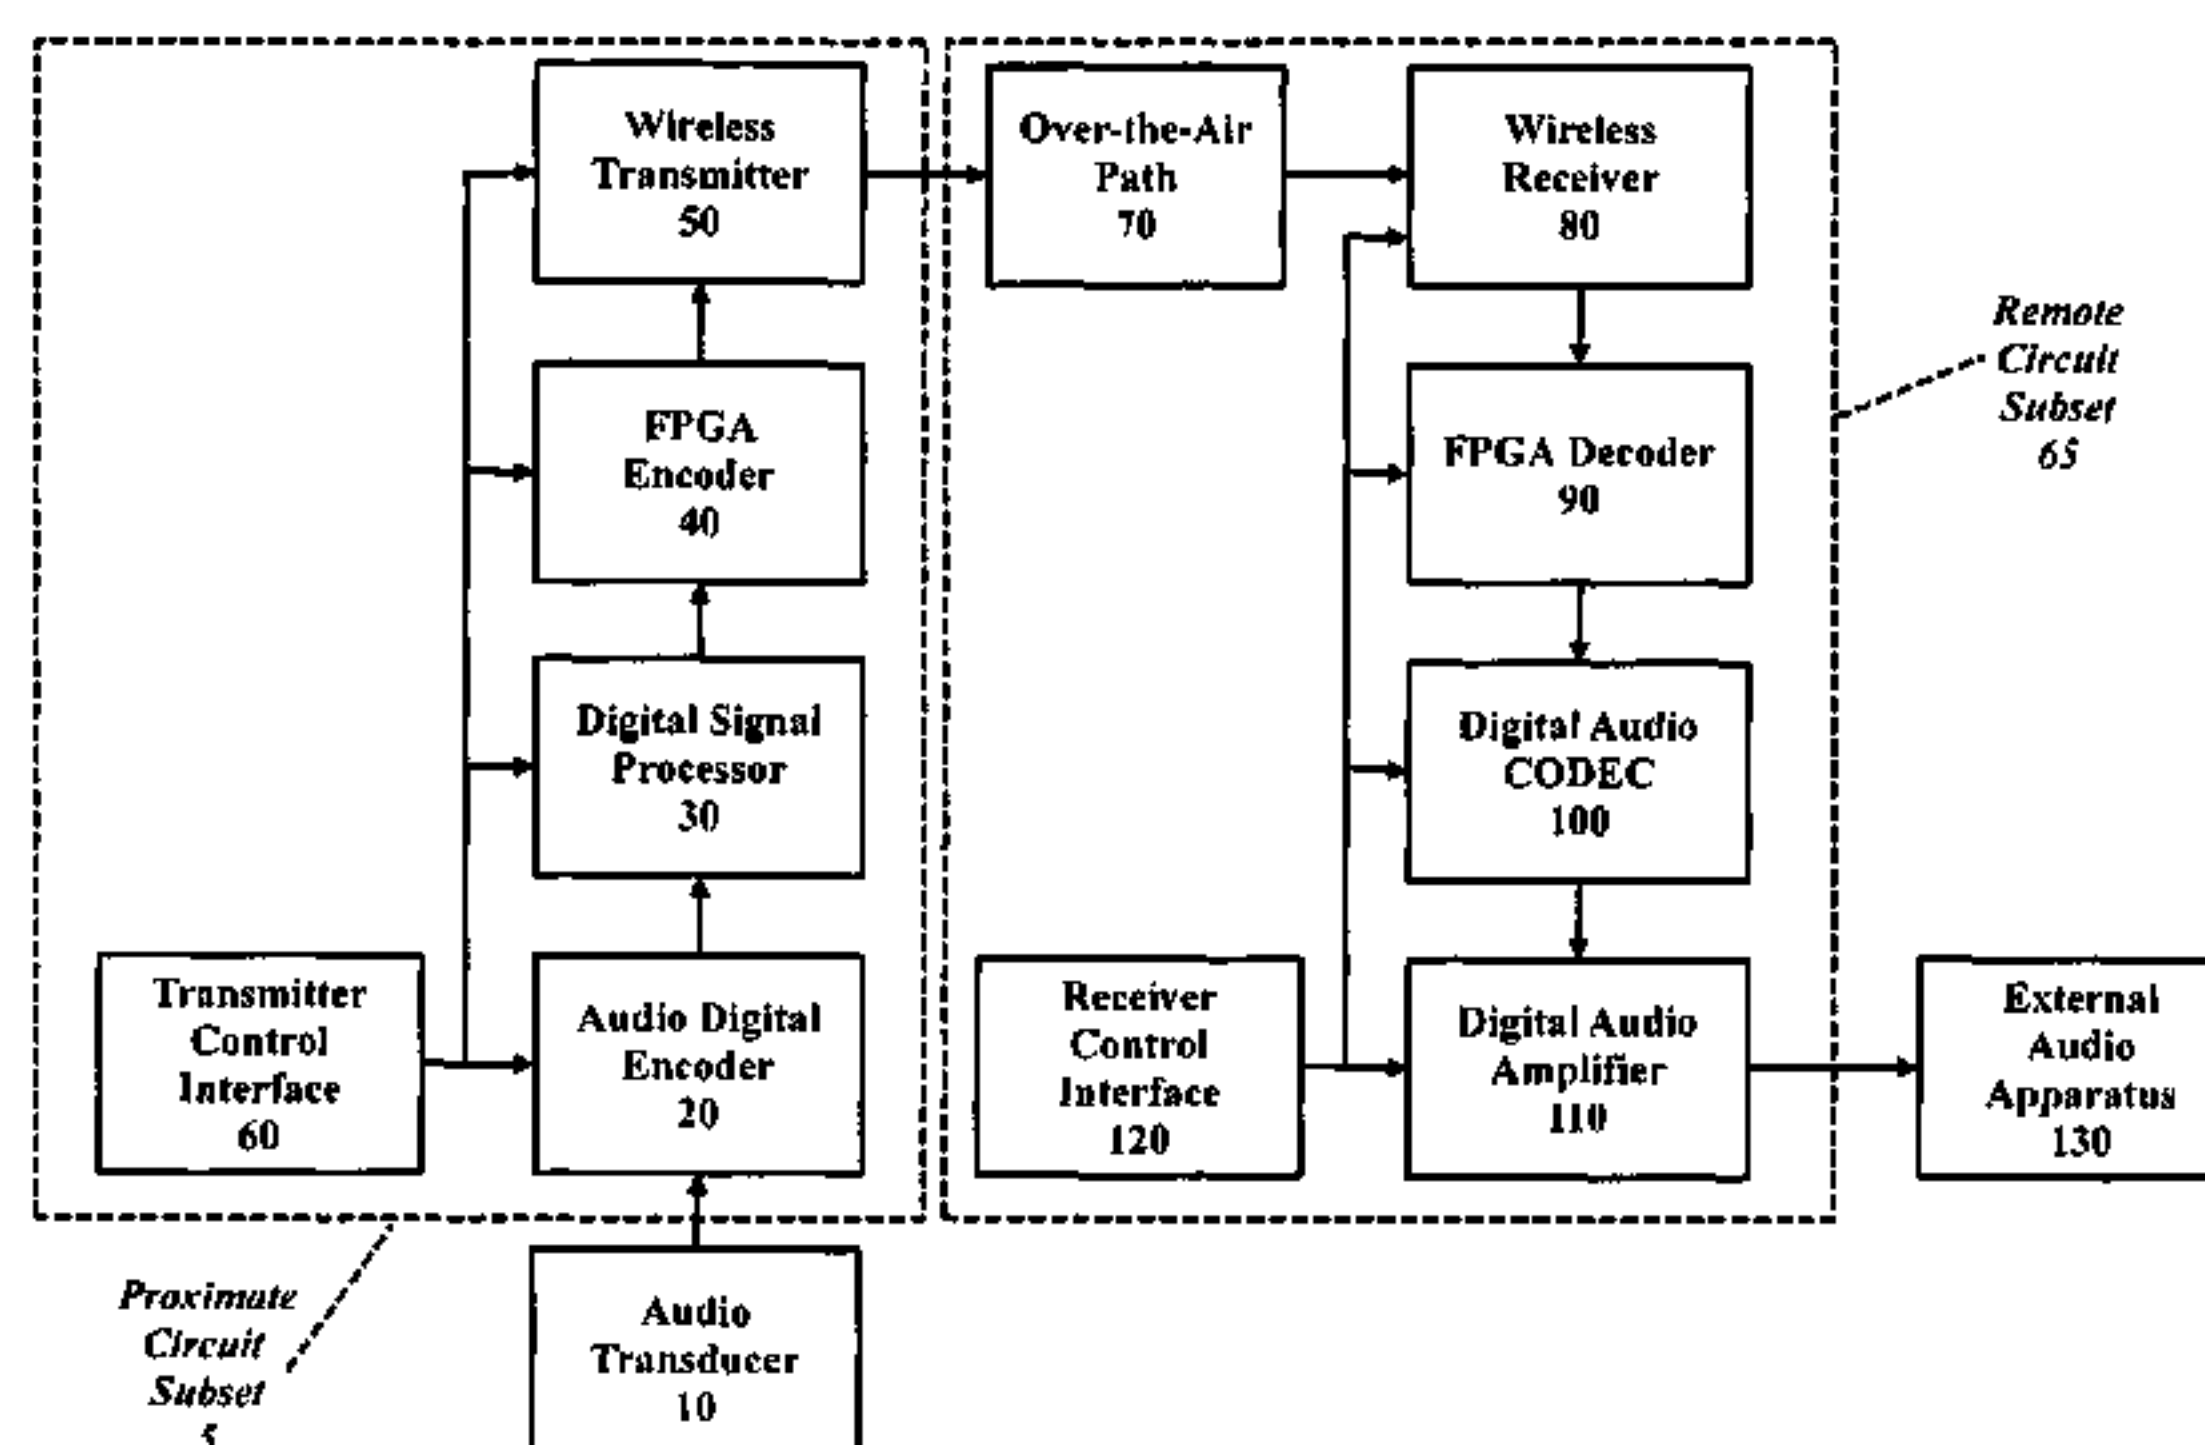 Wireless
Transmitter
50
Over-the-Air
Path
70
Wireless
Receiver
80
Remote
Circuit
Subset
65
FPGA
Encoder
40
FPGA Decoder
90
Digital Signal
Processor
30
Digital Audio
CODEC
100
Transmitter
Control
Interface
60
Audio Digital
Encoder
20
Receiver
Control
Interface
120
Digital Audio
Amplifier
110
External
Audio
Apparatus
130
Proximate
Circuit
Subset
5
Audio
Transducer
10